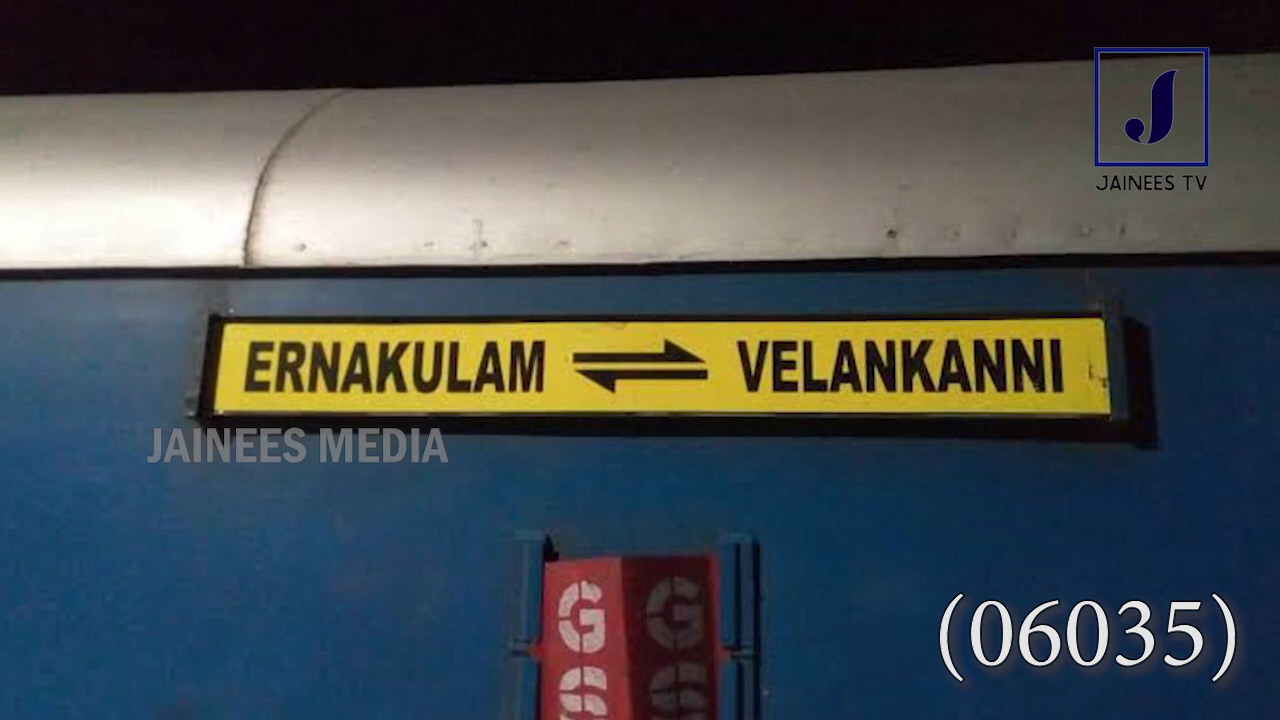 JAINEES TV
ERNAKULAM ⇌ VELANKANNI
JAINEES MEDIA
G G
S S
(06035)